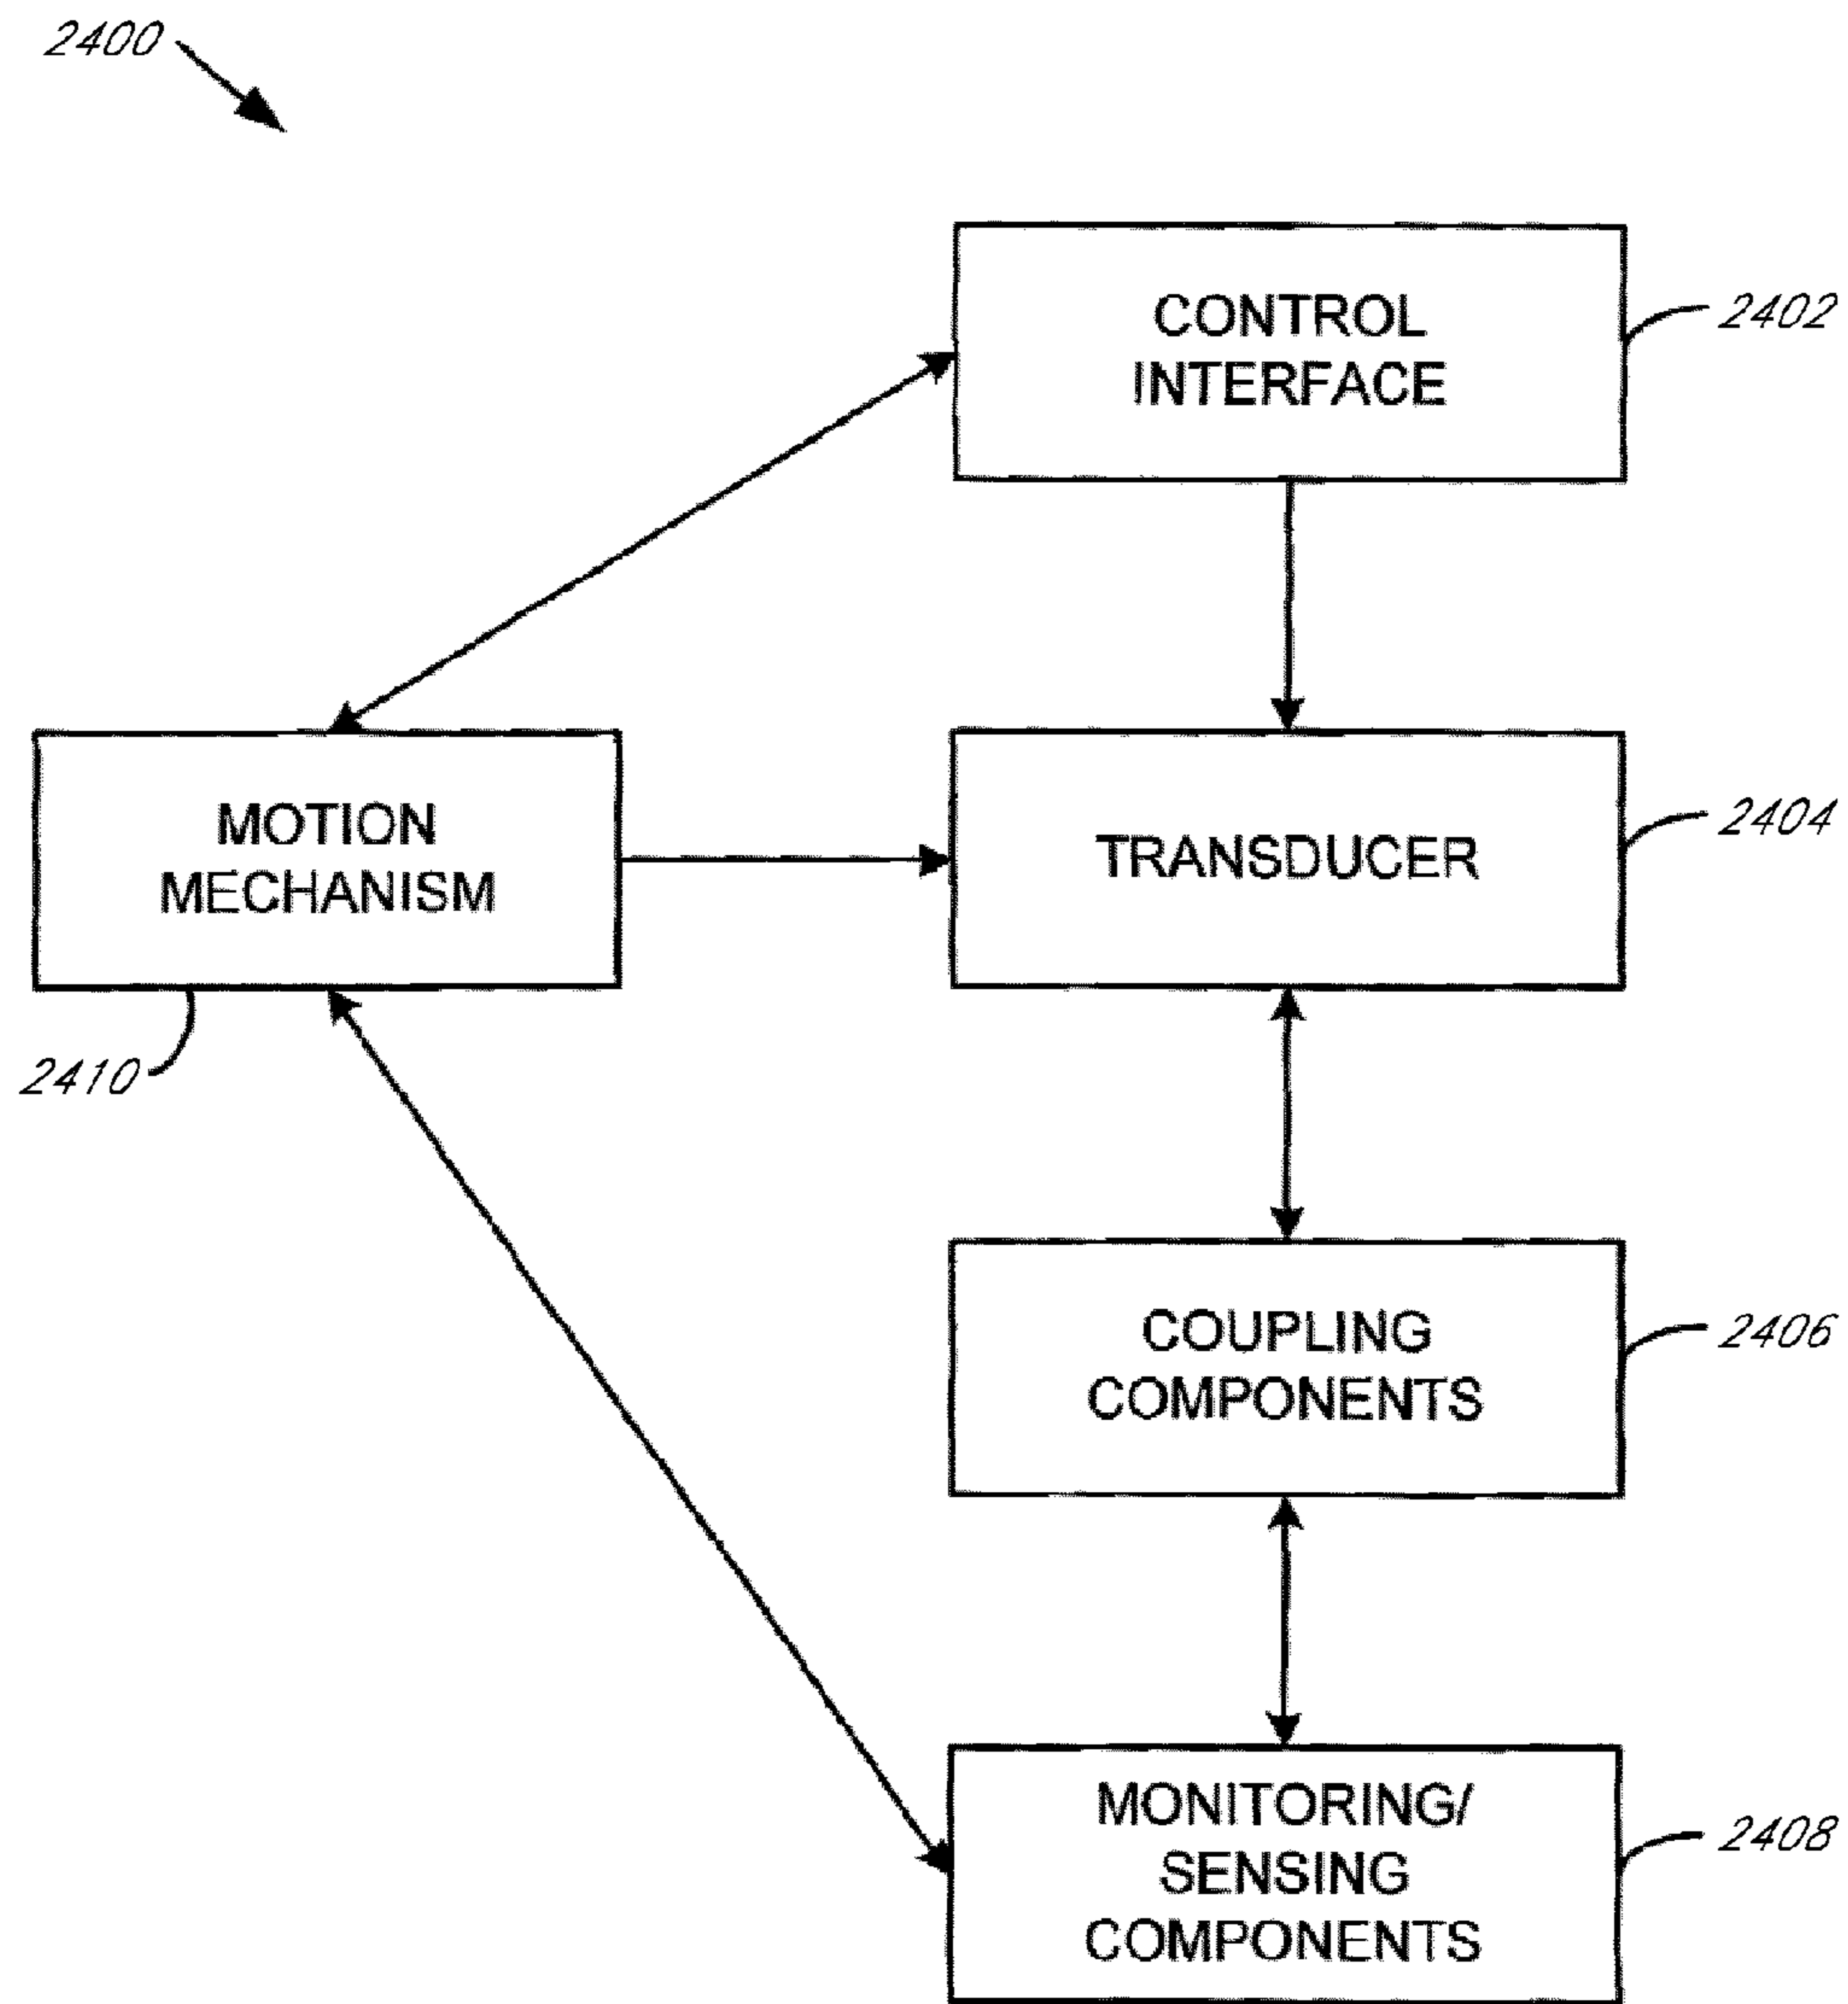 2400
CONTROL
INTERFACE
2402
MOTION
MECHANISM
2410
TRANSDUCER
2404
COUPLING
COMPONENTS
2406
MONITORING/
SENSING
COMPONENTS
2408